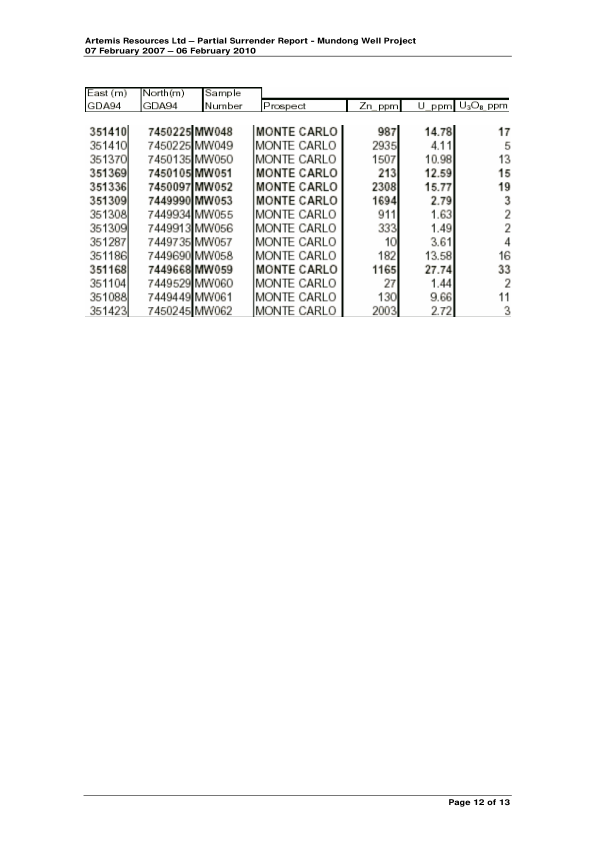 Artemis Resources Ltd – Partial Surrender Report - Mundong Well Project
07 February 2007 – 06 February 2010
East (m) North(m) Sample
GDA94 GDA94 Number Prospect Zn_ppm U_ppm U₃O₈ ppm
351410 7450225 MW048 MONTE CARLO 987 14.78 17
351410 7450225 MW049 MONTE CARLO 2935 4.11 5
351370 7450135 MW050 MONTE CARLO 1507 10.98 13
351369 7450105 MW051 MONTE CARLO 213 12.59 15
351336 7450097 MW052 MONTE CARLO 2308 15.77 19
351309 7449990 MW053 MONTE CARLO 1694 2.79 3
351308 7449934 MW055 MONTE CARLO 911 1.63 2
351309 7449913 MW056 MONTE CARLO 333 1.49 2
351287 7449735 MW057 MONTE CARLO 10 3.61 4
351186 7449690 MW058 MONTE CARLO 182 13.58 16
351168 7449668 MW059 MONTE CARLO 1165 27.74 33
351104 7449529 MW060 MONTE CARLO 27 1.44 2
351088 7449449 MW061 MONTE CARLO 130 9.66 11
351423 7450245 MW062 MONTE CARLO 2003 2.72 3
Page 12 of 13